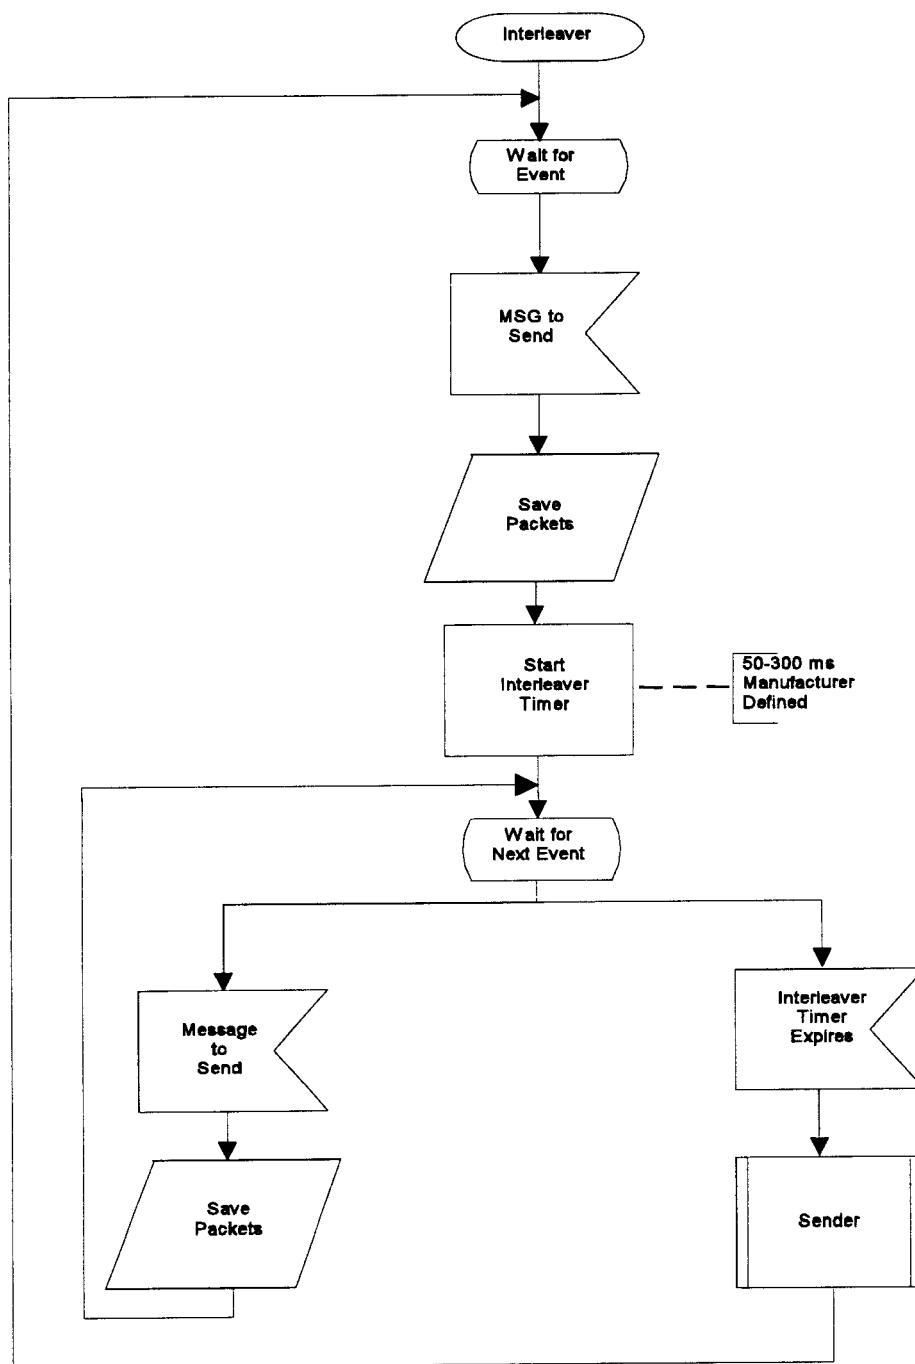 Interleaver
Wait for
Event
MSG to
Send
Save
Packets
Start
Interleaver
Timer
50-300 ms
Manufacturer
Defined
Wait for
Next Event
Message
to
Send
Interleaver
Timer
Expires
Save
Packets
Sender